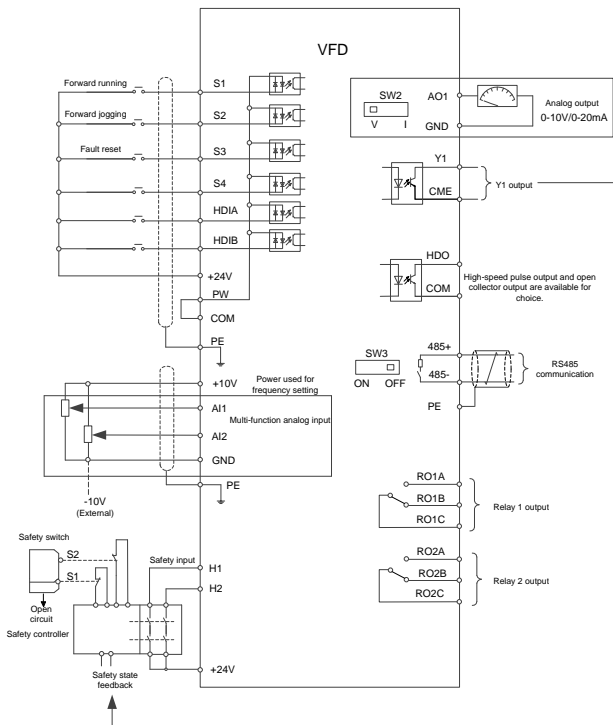 VFD
Forward running
S1
Forward jogging
S2
Fault reset
S3
S4
HDIA
HDIB
+24V
PW
COM
PE
+10V
Power used for
frequency setting
AI1
Multi-function analog input
AI2
GND
PE
-10V
(External)
Safety switch
S2
S1
Open
circuit
Safety controller
Safety input
H1
H2
+24V
Safety state
feedback
SW2
V I
AO1
GND
Analog output
0-10V/0-20mA
Y1
CME
Y1 output
HDO
COM
High-speed pulse output and open
collector output are available for
choice.
SW3
ON OFF
485+
485-
PE
RS485
communication
RO1A
RO1B
RO1C
Relay 1 output
RO2A
RO2B
RO2C
Relay 2 output